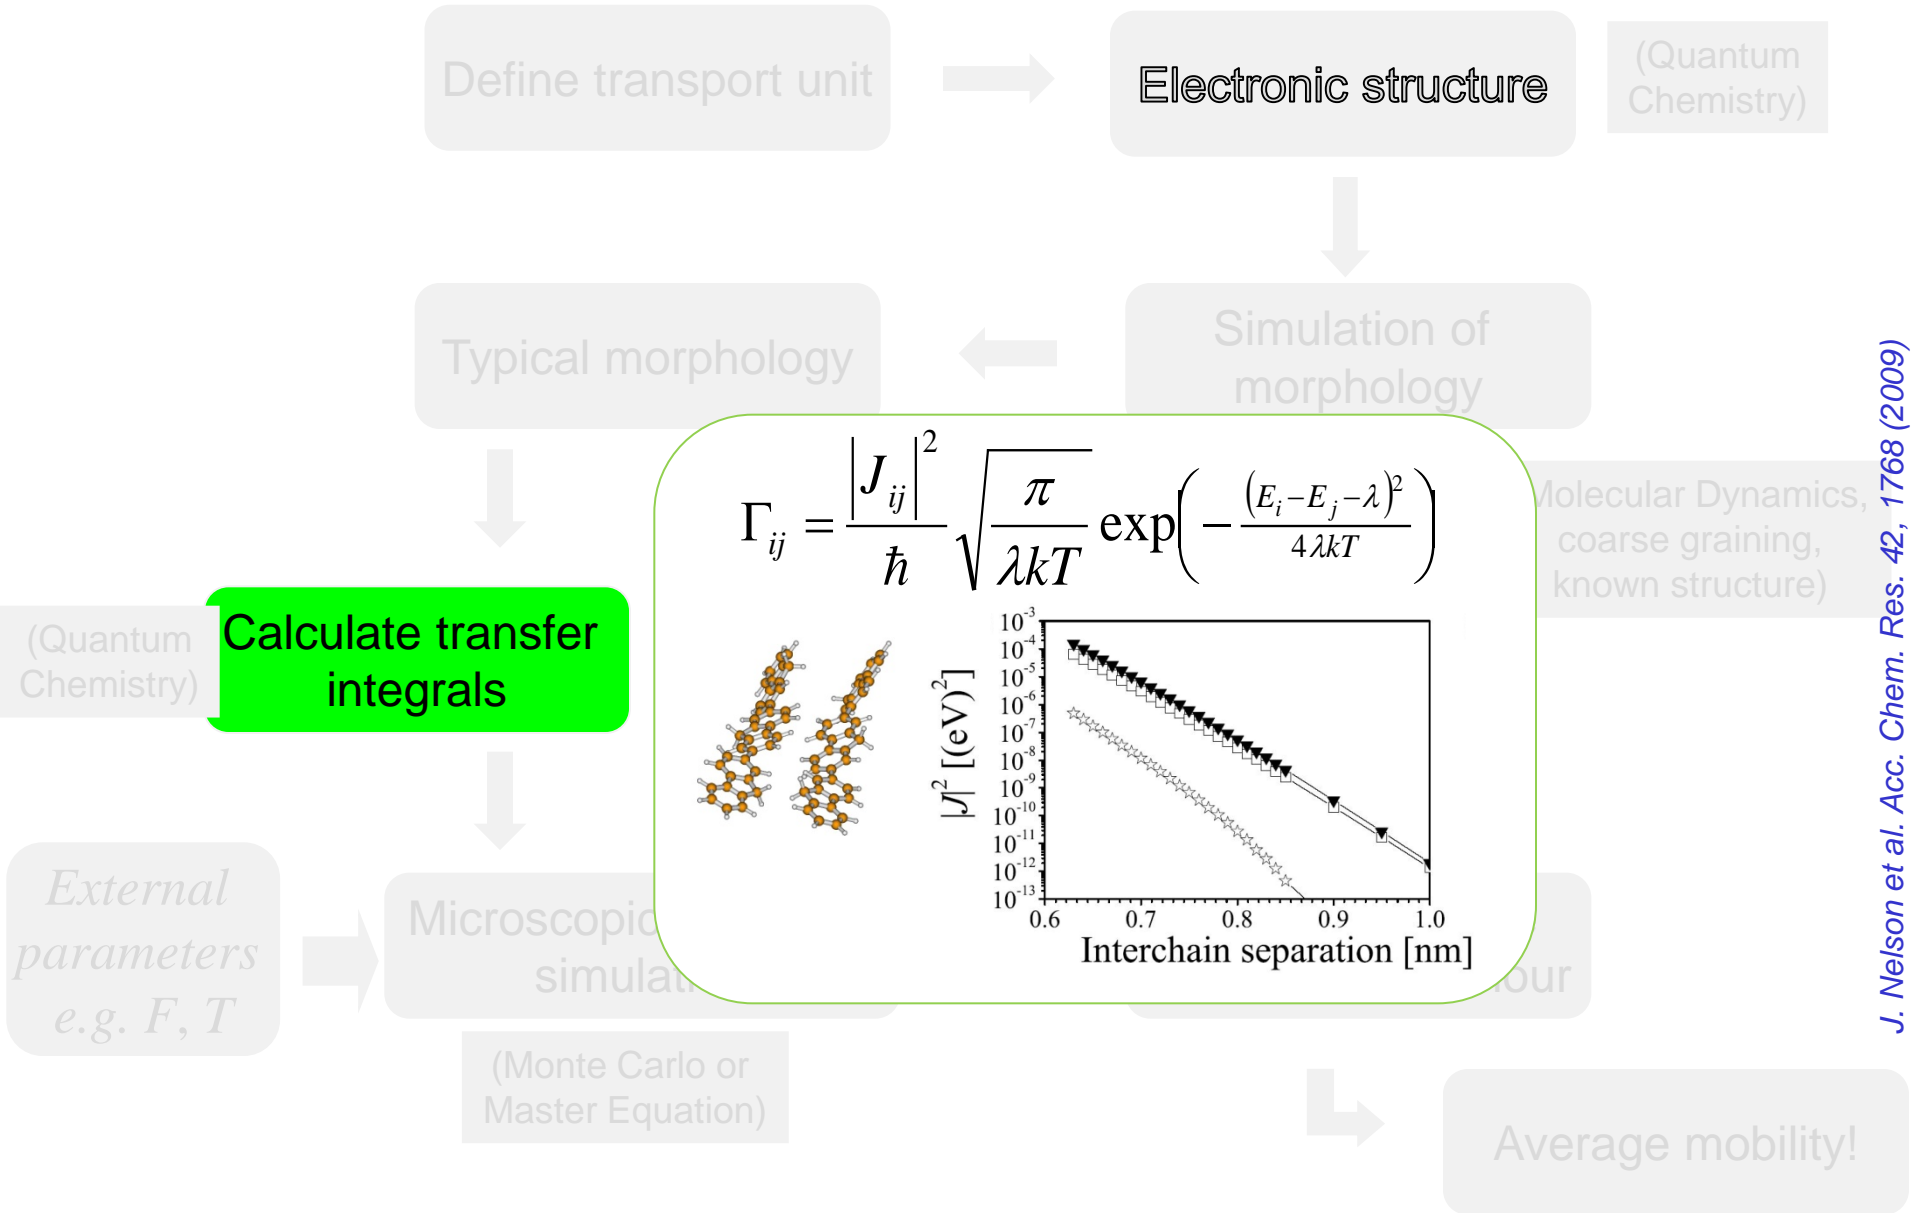 Define transport unit
Electronic structure
(Quantum
Chemistry)
Typical morphology
Simulation of
morphology
Molecular Dynamics,
coarse graining,
known structure)
Γij = |Jij|² / ħ √(π / λkT) exp(−(Ei−Ej−λ)² / 4λkT)
(Quantum
Chemistry)
Calculate transfer
integrals
|J|² [(eV)²]
10⁻³
10⁻⁴
10⁻⁵
10⁻⁶
10⁻⁷
10⁻⁸
10⁻⁹
10⁻¹⁰
10⁻¹¹
10⁻¹²
10⁻¹³
0.6 0.7 0.8 0.9 1.0
Interchain separation [nm]
External
parameters
e.g. F, T
Microscopic
simulat
our
(Monte Carlo or
Master Equation)
Average mobility!
J. Nelson et al. Acc. Chem. Res. 42, 1768 (2009)